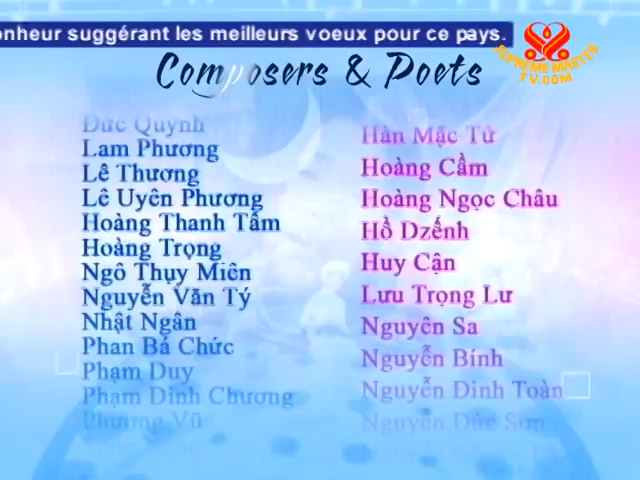 onheur suggérant les meilleurs voeux pour ce pays.
SUPREME MASTER
TV.COM
Composers & Poets
Đức Quỳnh
Lam Phương
Lê Thương
Lê Uyên Phương
Hoàng Thanh Tâm
Hoàng Trọng
Ngô Thụy Miên
Nguyễn Văn Tý
Nhật Ngân
Phan Bá Chức
Phạm Duy
Phạm Đình Chương
Phương Vũ
Hàn Mặc Tử
Hoàng Cầm
Hoàng Ngọc Châu
Hồ Dzếnh
Huy Cận
Lưu Trọng Lư
Nguyên Sa
Nguyễn Bính
Nguyễn Đình Toàn
Nguyễn Đức Sơn